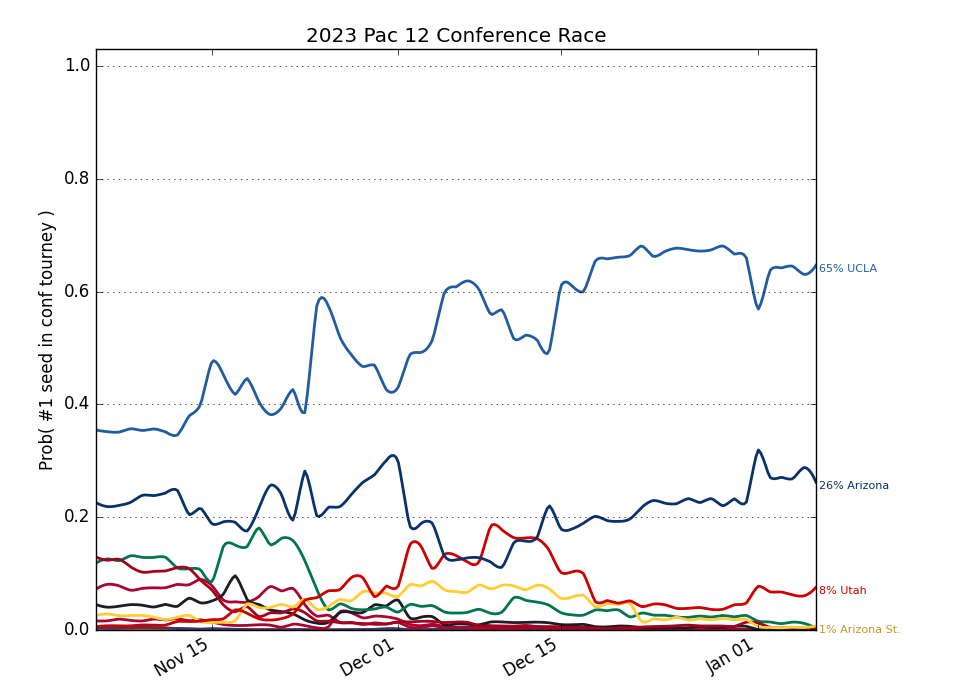 2023 Pac 12 Conference Race
1.0
0.8
0.6
0.4
0.2
0.0
Prob( #1 seed in conf tourney )
65% UCLA
26% Arizona
8% Utah
1% Arizona St.
Nov 15
Dec 01
Dec 15
Jan 01